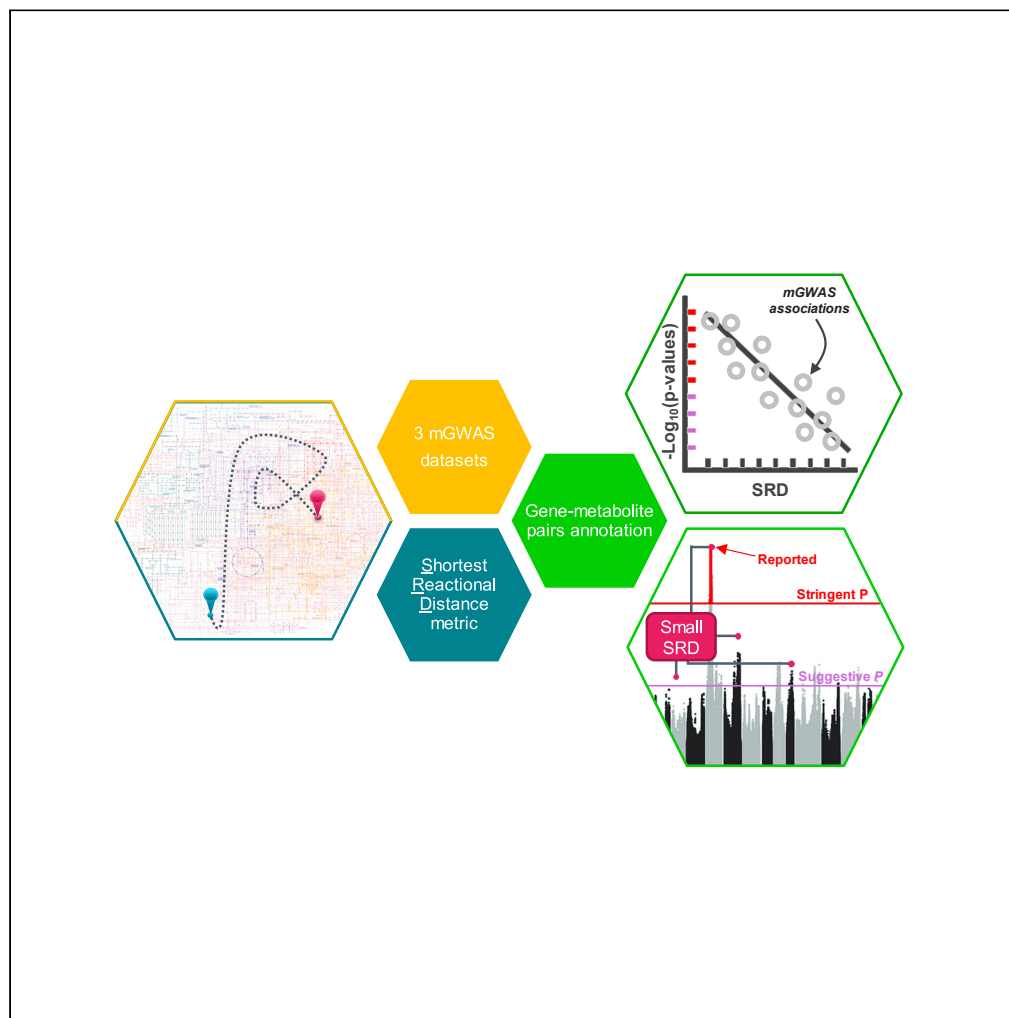 3 mGWAS
datasets
Shortest
Reactional
Distance
metric
Gene-metabolite
pairs annotation
mGWAS
associations
-Log10(p-values)
SRD
Reported
Stringent P
Small
SRD
Suggestive P